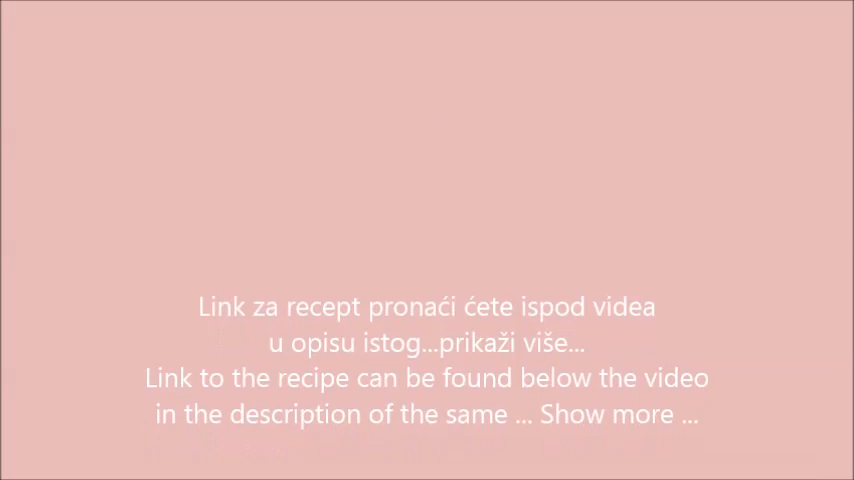 Link za recept pronaći ćete ispod videa
u opisu istog...prikaži više...
Link to the recipe can be found below the video
in the description of the same ... Show more ...